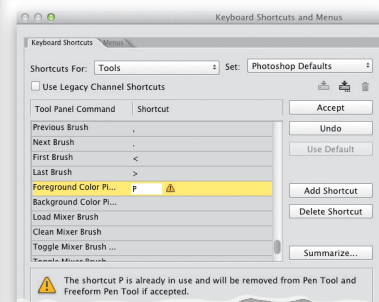 Keyboard Shortcuts and Menus
Keyboard Shortcuts Menus
Shortcuts For: Tools Set: Photoshop Defaults
Use Legacy Channel Shortcuts
Accept
Tool Panel Command Shortcut
Undo
Previous Brush ,
Next Brush .
Use Default
First Brush <
Last Brush >
Foreground Color Pi... P
Add Shortcut
Background Color Pi...
Delete Shortcut
Load Mixer Brush
Clean Mixer Brush
Toggle Mixer Brush ...
Summarize...
Toggle Mixer Brush
The shortcut P is already in use and will be removed from Pen Tool and
Freeform Pen Tool if accepted.